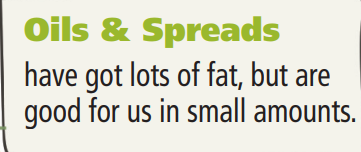 Oils & Spreads
have got lots of fat, but are
good for us in small amounts.